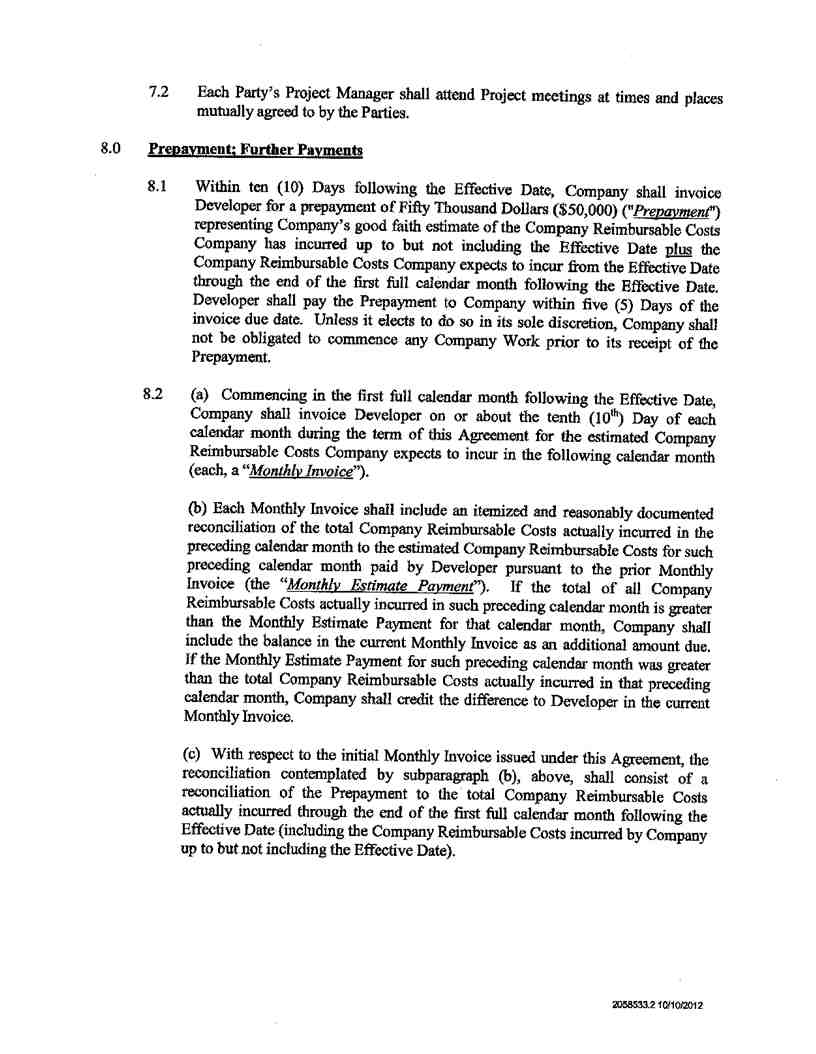 7.2 Each Party's Project Manager shall attend Project meetings at times and places
mutually agreed to by the Parties.
8.0 Prepayment; Further Payments
8.1 Within ten (10) Days following the Effective Date, Company shall invoice
Developer for a prepayment of Fifty Thousand Dollars ($50,000) ("Prepayment")
representing Company's good faith estimate of the Company Reimbursable Costs
Company has incurred up to but not including the Effective Date plus the
Company Reimbursable Costs Company expects to incur from the Effective Date
through the end of the first full calendar month following the Effective Date.
Developer shall pay the Prepayment to Company within five (5) Days of the
invoice due date. Unless it elects to do so in its sole discretion, Company shall
not be obligated to commence any Company Work prior to its receipt of the
Prepayment.
8.2 (a) Commencing in the first full calendar month following the Effective Date,
Company shall invoice Developer on or about the tenth (10th) Day of each
calendar month during the term of this Agreement for the estimated Company
Reimbursable Costs Company expects to incur in the following calendar month
(each, a "Monthly Invoice").
(b) Each Monthly Invoice shall include an itemized and reasonably documented
reconciliation of the total Company Reimbursable Costs actually incurred in the
preceding calendar month to the estimated Company Reimbursable Costs for such
preceding calendar month paid by Developer pursuant to the prior Monthly
Invoice (the "Monthly Estimate Payment"). If the total of all Company
Reimbursable Costs actually incurred in such preceding calendar month is greater
than the Monthly Estimate Payment for that calendar month, Company shall
include the balance in the current Monthly Invoice as an additional amount due.
If the Monthly Estimate Payment for such preceding calendar month was greater
than the total Company Reimbursable Costs actually incurred in that preceding
calendar month, Company shall credit the difference to Developer in the current
Monthly Invoice.
(c) With respect to the initial Monthly Invoice issued under this Agreement, the
reconciliation contemplated by subparagraph (b), above, shall consist of a
reconciliation of the Prepayment to the total Company Reimbursable Costs
actually incurred through the end of the first full calendar month following the
Effective Date (including the Company Reimbursable Costs incurred by Company
up to but not including the Effective Date).
2058533.2 10/10/2012